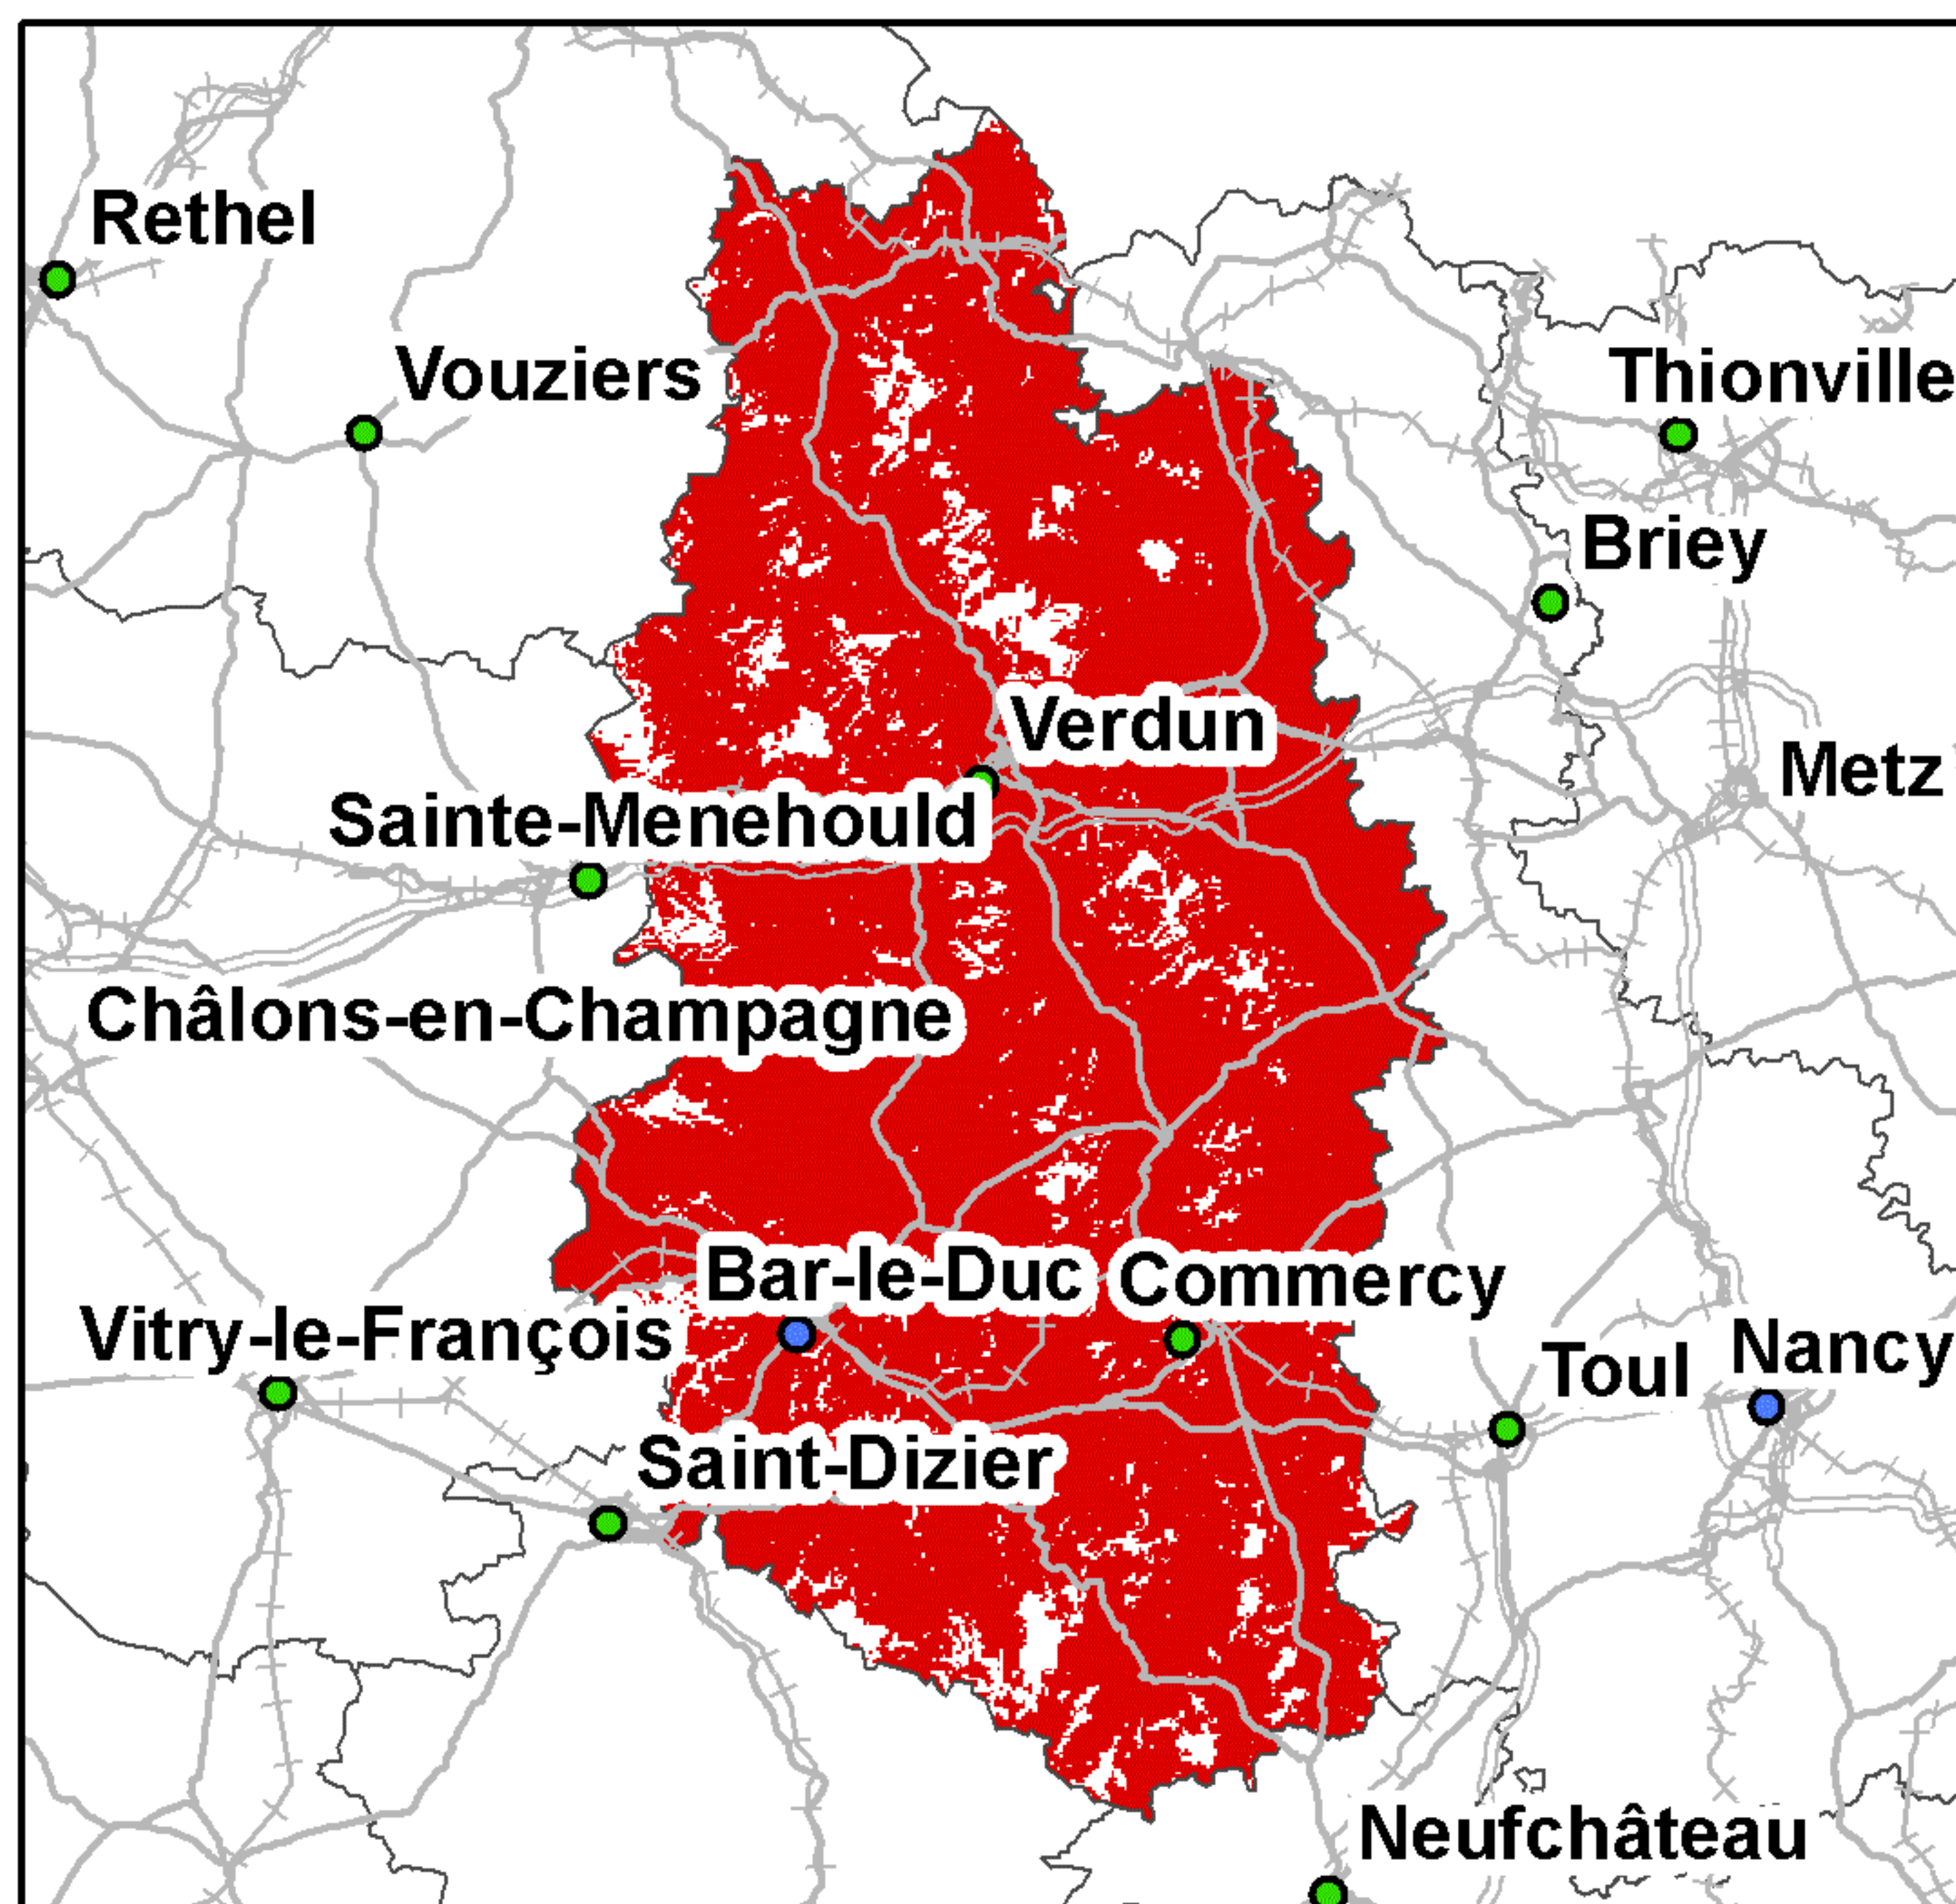 Rethel
Vouziers
Thionville
Briey
Verdun
Metz
Sainte-Menehould
Châlons-en-Champagne
Bar-le-Duc
Commercy
Vitry-le-François
Toul
Nancy
Saint-Dizier
Neufchâteau